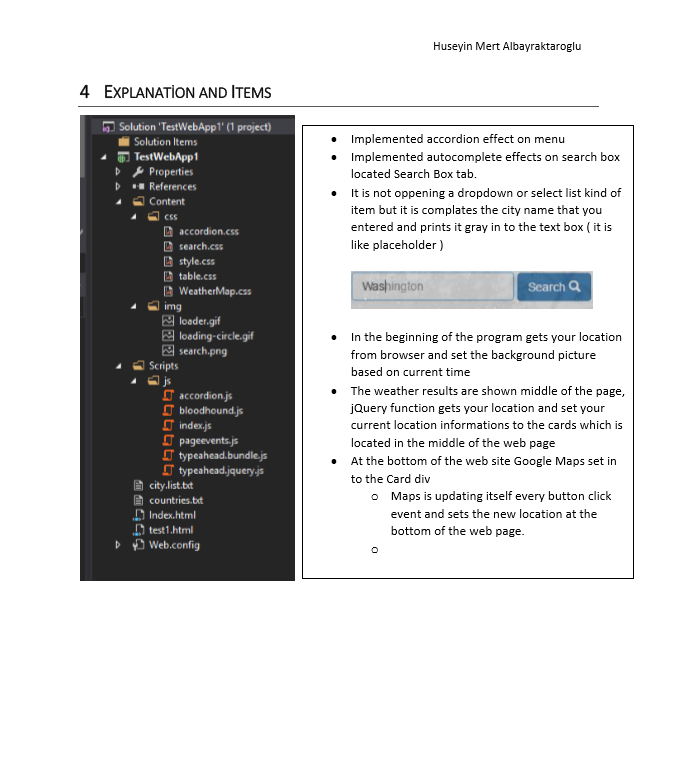 Huseyin Mert Albayraktaroglu
4 EXPLANATİON AND ITEMS
Solution 'TestWebApp1' (1 project)
Solution Items
TestWebApp1
Properties
References
Content
css
accordion.css
search.css
style.css
table.css
WeatherMap.css
img
loader.gif
loading-circle.gif
search.png
Scripts
js
accordion.js
bloodhound.js
index.js
pageevents.js
typeahead.bundle.js
typeahead.jquery.js
city.list.txt
countries.txt
Index.html
test1.html
Web.config
• Implemented accordion effect on menu
• Implemented autocomplete effects on search box
located Search Box tab.
• It is not oppening a dropdown or select list kind of
item but it is complates the city name that you
entered and prints it gray in to the text box ( it is
like placeholder )
Washington
Search
• In the beginning of the program gets your location
from browser and set the background picture
based on current time
• The weather results are shown middle of the page,
jQuery function gets your location and set your
current location informations to the cards which is
located in the middle of the web page
• At the bottom of the web site Google Maps set in
to the Card div
o Maps is updating itself every button click
event and sets the new location at the
bottom of the web page.
o